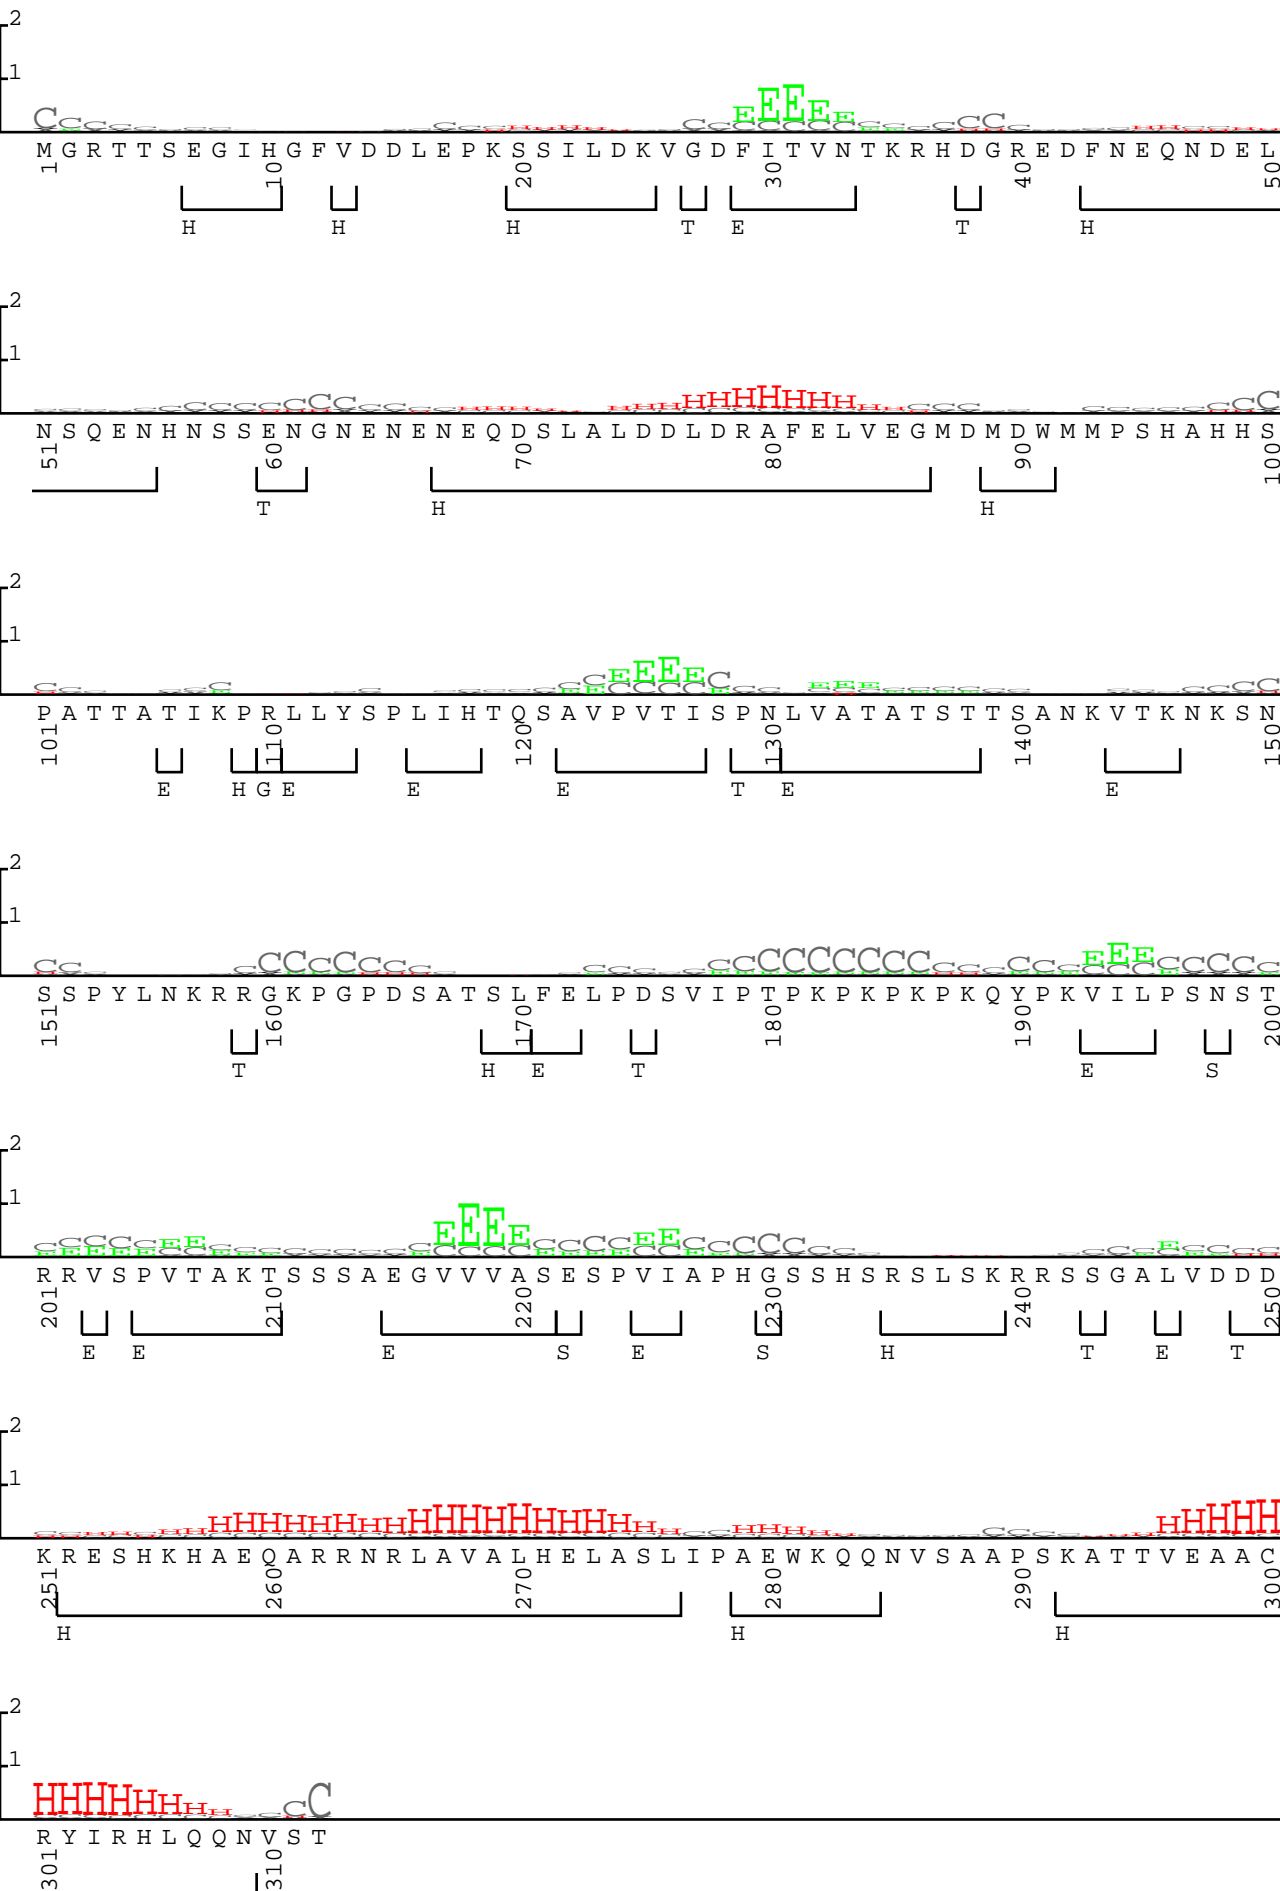 2
1
M G R T T S E G I H G F V D D L E P K S S I L D K V G D F I T V N T K R H D G R E D F N E Q N D E L
1 10 20 30 40 50
H H H T E T H
2
1
N S Q E N H N S S E N G N E N E N E Q D S L A L D D L D R A F E L V E G M D M D W M M P S H A H H S
51 60 70 80 90 100
T H H
2
1
P A T T A T I K P R L L Y S P L I H T Q S A V P V T I S P N L V A T A T S T T S A N K V T K N K S N
101 110 120 130 140 150
E H G E E E T E E
2
1
S S P Y L N K R R G K P G P D S A T S L F E L P D S V I P T P K P K P K P K Q Y P K V I L P S N S T
151 160 170 180 190 200
T H E T E S
2
1
R R V S P V T A K T S S S A E G V V V A S E S P V I A P H G S S H S R S L S K R R S S G A L V D D D
201 210 220 230 240 250
E E E S E S H T E T
2
1
K R E S H K H A E Q A R R N R L A V A L H E L A S L I P A E W K Q Q N V S A A P S K A T T V E A A C
251 260 270 280 290 300
H H H
2
1
R Y I R H L Q Q N V S T
301 310